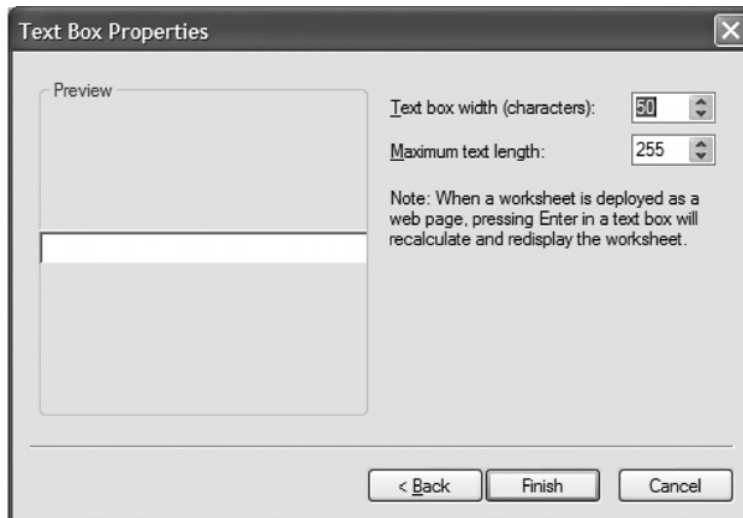 Text Box Properties
Preview
Text box width (characters): 50
Maximum text length: 255
Note: When a worksheet is deployed as a
web page, pressing Enter in a text box will
recalculate and redisplay the worksheet.
< Back Finish Cancel